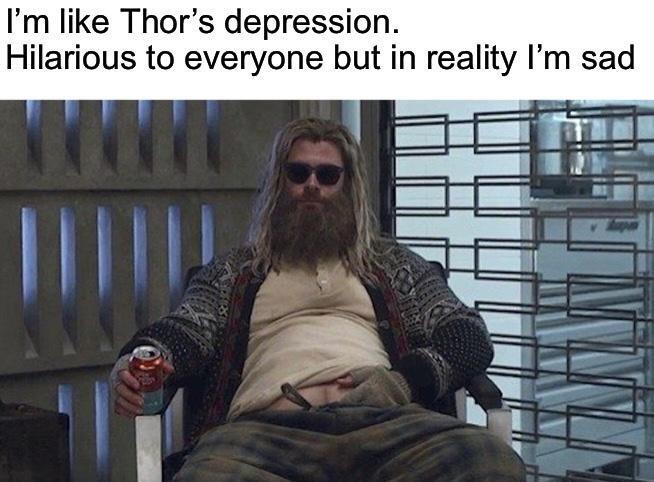 I’m like Thor’s depression.
Hilarious to everyone but in reality I’m sad